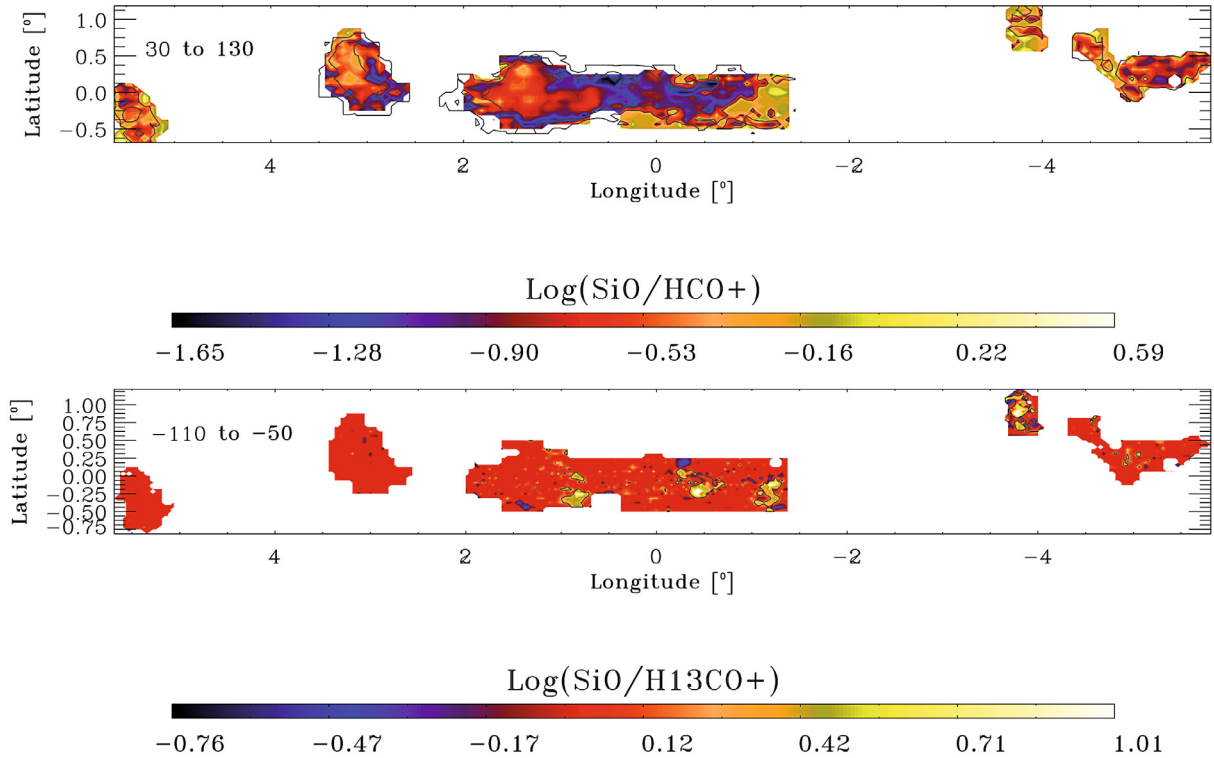 1.0
0.5
0.0
−0.5
Latitude [°]
30 to 130
4 2 0 −2 −4
Longitude [°]
Log(SiO/HCO+)
−1.65 −1.28 −0.90 −0.53 −0.16 0.22 0.59
1.00
0.75
0.50
0.25
0.00
−0.25
−0.50
−0.75
Latitude [°]
−110 to −50
4 2 0 −2 −4
Longitude [°]
Log(SiO/H13CO+)
−0.76 −0.47 −0.17 0.12 0.42 0.71 1.01